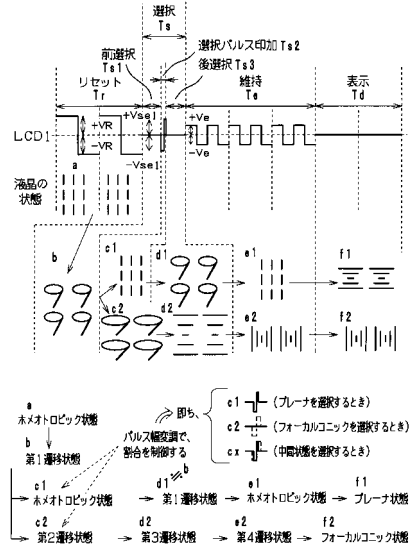 選択
Ts
選択パルス印加Ts2
前選択
Ts1
後選択Ts3
リセット
Tr
維持
Te
表示
Td
+Vsel
+Ve
LCD1
+VR
-VR
-Vsel
-Ve
a
液晶の
状態
b
c1
d1
e1
f1
c2
d2
e2
f2
a
ホメオトロピック状態
b
第1遷移状態
パルス幅変調で、
割合を制御する
即ち、
c1 (プレーナを選択するとき)
c2 (フォーカルコニックを選択するとき)
cx (中間状態を選択するとき)
c1 d1≒b e1 f1
ホメオトロピック状態 第1遷移状態 ホメオトロピック状態 プレーナ状態
c2 d2 e2 f2
第2遷移状態 第3遷移状態 第4遷移状態 フォーカルコニック状態